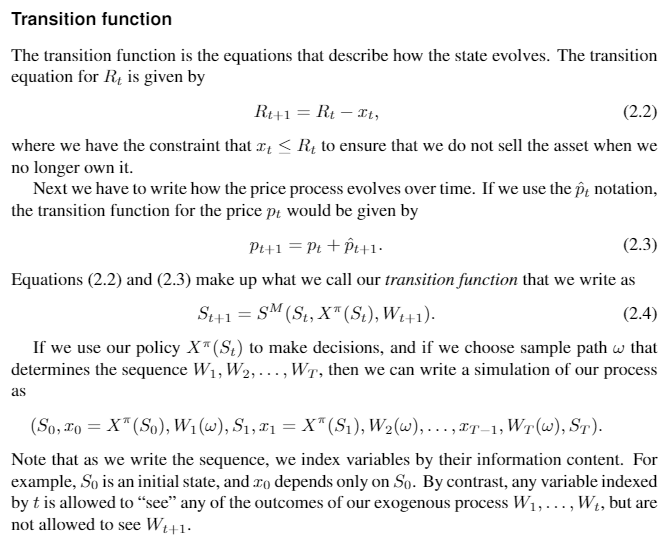 Transition function
The transition function is the equations that describe how the state evolves. The transition
equation for R_t is given by
R_{t+1} = R_t − x_t, (2.2)
where we have the constraint that x_t ≤ R_t to ensure that we do not sell the asset when we
no longer own it.
Next we have to write how the price process evolves over time. If we use the p̂_t notation,
the transition function for the price p_t would be given by
p_{t+1} = p_t + p̂_{t+1}. (2.3)
Equations (2.2) and (2.3) make up what we call our transition function that we write as
S_{t+1} = S^M(S_t, X^π(S_t), W_{t+1}). (2.4)
If we use our policy X^π(S_t) to make decisions, and if we choose sample path ω that
determines the sequence W_1, W_2, . . . , W_T, then we can write a simulation of our process
as
(S_0, x_0 = X^π(S_0), W_1(ω), S_1, x_1 = X^π(S_1), W_2(ω), . . . , x_{T−1}, W_T(ω), S_T).
Note that as we write the sequence, we index variables by their information content. For
example, S_0 is an initial state, and x_0 depends only on S_0. By contrast, any variable indexed
by t is allowed to “see” any of the outcomes of our exogenous process W_1, . . . , W_t, but are
not allowed to see W_{t+1}.